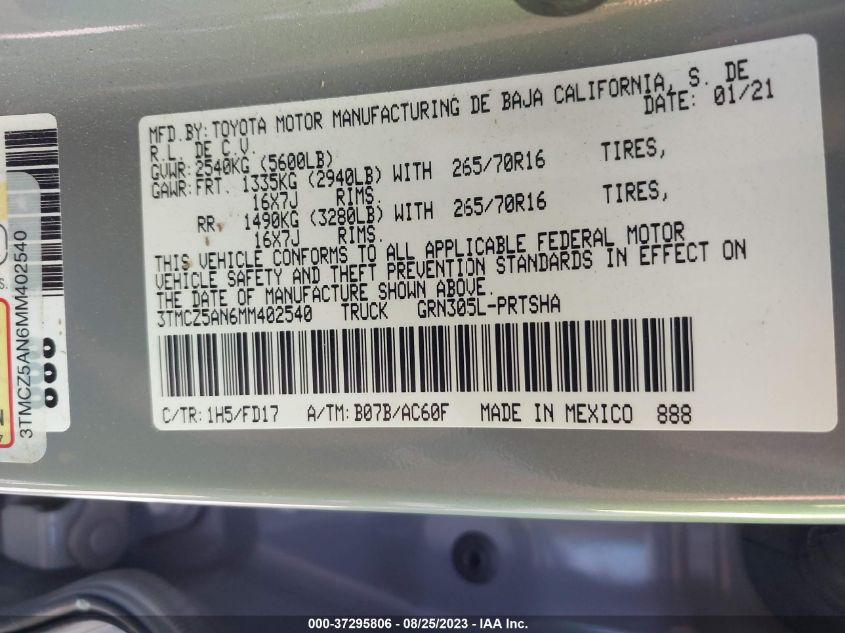 MFD.BY:TOYOTA MOTOR MANUFACTURING DE BAJA CALIFORNIA, S. DE
R.L. DE C.V. DATE: 01/21
GVWR: 2540KG (5600LB)
GAWR:FRT. 1335KG (2940LB) WITH 265/70R16 TIRES,
16X7J RIMS.
RR. 1490KG (3280LB) WITH 265/70R16 TIRES,
16X7J RIMS.
THIS VEHICLE CONFORMS TO ALL APPLICABLE FEDERAL MOTOR
VEHICLE SAFETY AND THEFT PREVENTION STANDARDS IN EFFECT ON
THE DATE OF MANUFACTURE SHOWN ABOVE.
3TMCZ5AN6MM402540 TRUCK GRN305L-PRTSHA
C/TR: 1H5/FD17 A/TM: B07B/AC60F MADE IN MEXICO 888
3TMCZ5AN6MM402540
888
000-37295806 - 08/25/2023 - IAA Inc.